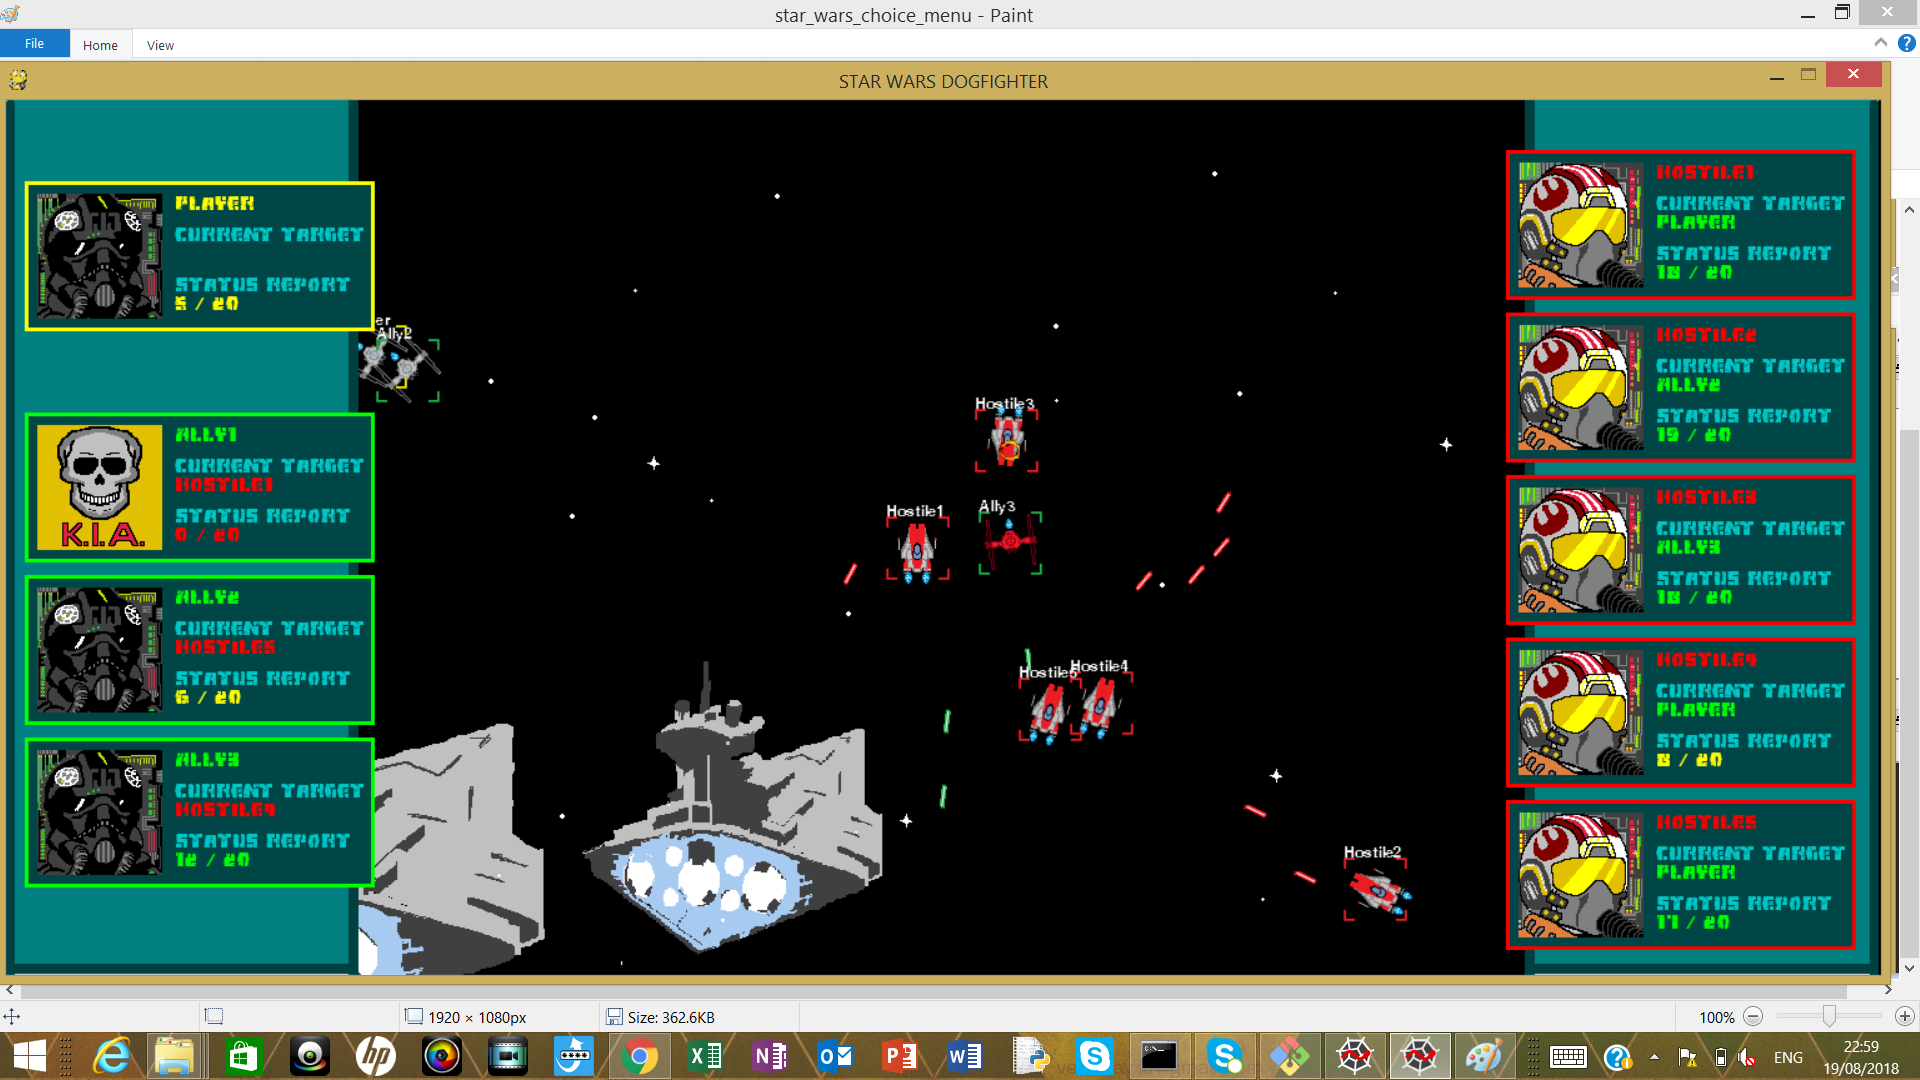 star_wars_choice_menu - Paint
File
Home
View
STAR WARS DOGFIGHTER
PLAYER
CURRENT TARGET
STATUS REPORT
5 / 20
ALLY1
CURRENT TARGET
HOSTILE1
STATUS REPORT
0 / 20
K.I.A.
ALLY2
CURRENT TARGET
HOSTILE5
STATUS REPORT
6 / 20
ALLY3
CURRENT TARGET
HOSTILE4
STATUS REPORT
12 / 20
er
Ally2
Hostile3
Hostile1
Ally3
Hostile5
Hostile4
Hostile2
HOSTILE1
CURRENT TARGET
PLAYER
STATUS REPORT
18 / 20
HOSTILE2
CURRENT TARGET
ALLY2
STATUS REPORT
19 / 20
HOSTILE3
CURRENT TARGET
ALLY3
STATUS REPORT
18 / 20
HOSTILE4
CURRENT TARGET
PLAYER
STATUS REPORT
8 / 20
HOSTILE5
CURRENT TARGET
PLAYER
STATUS REPORT
17 / 20
1920 × 1080px
Size: 362.6KB
100%
ENG
22:59
19/08/2018